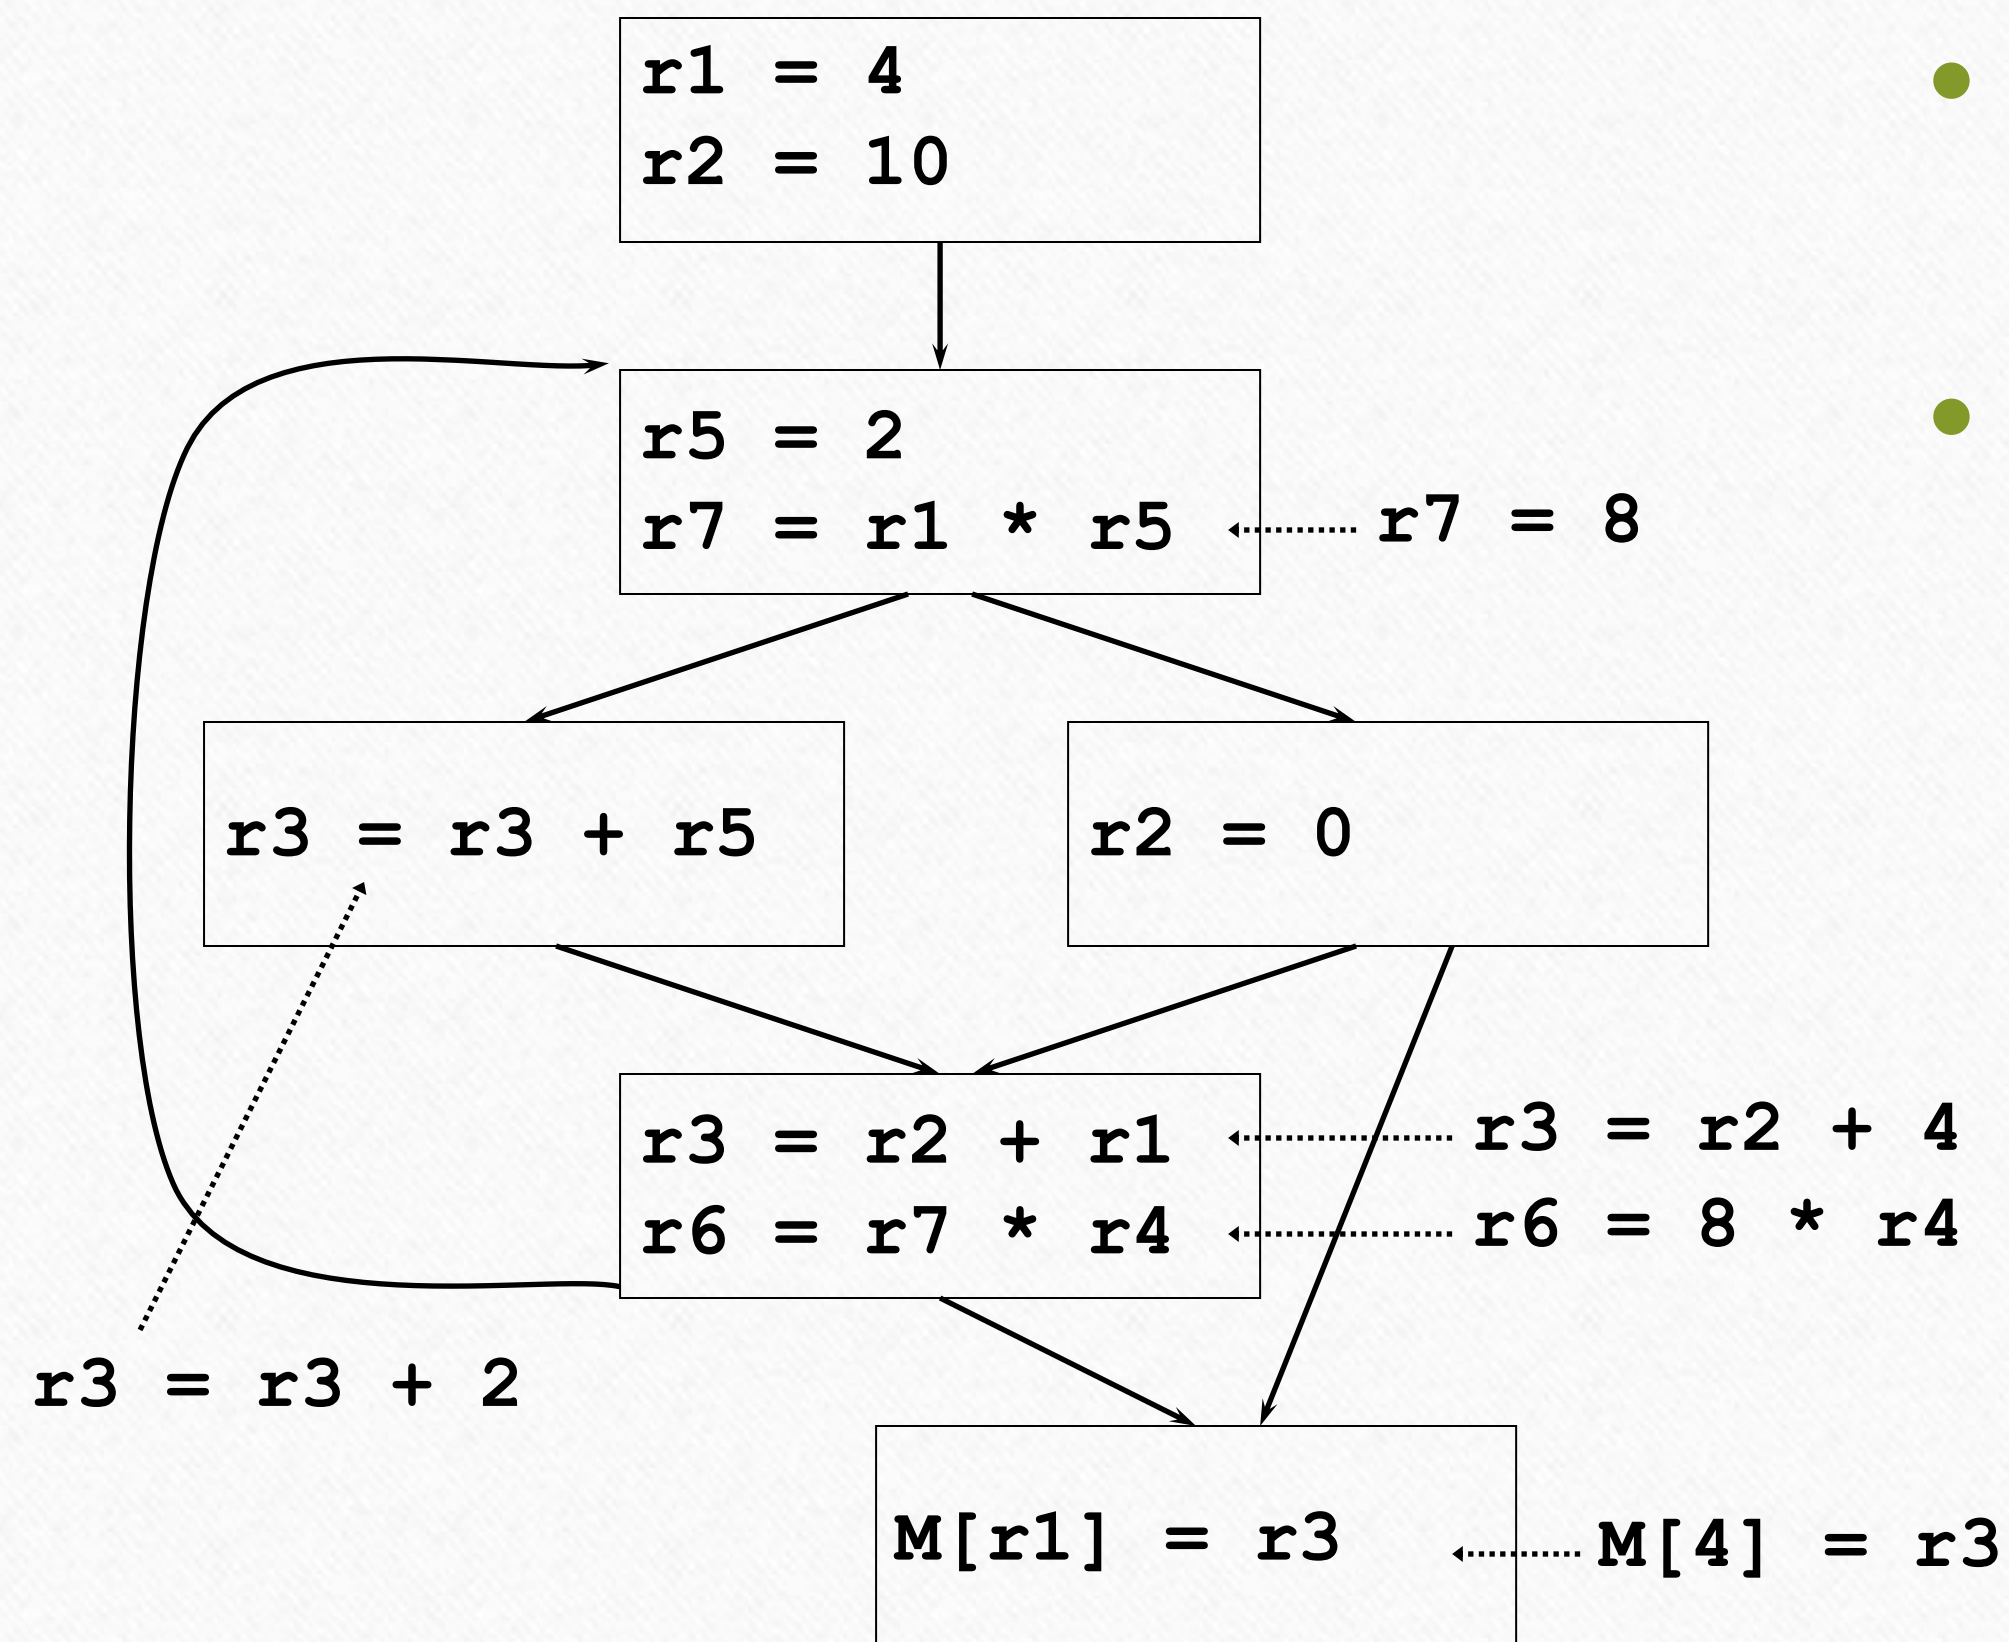 r1 = 4
r2 = 10
r5 = 2
r7 = r1 * r5
r7 = 8
r3 = r3 + r5
r2 = 0
r3 = r2 + r1
r3 = r2 + 4
r6 = r7 * r4
r6 = 8 * r4
r3 = r3 + 2
M[r1] = r3
M[4] = r3